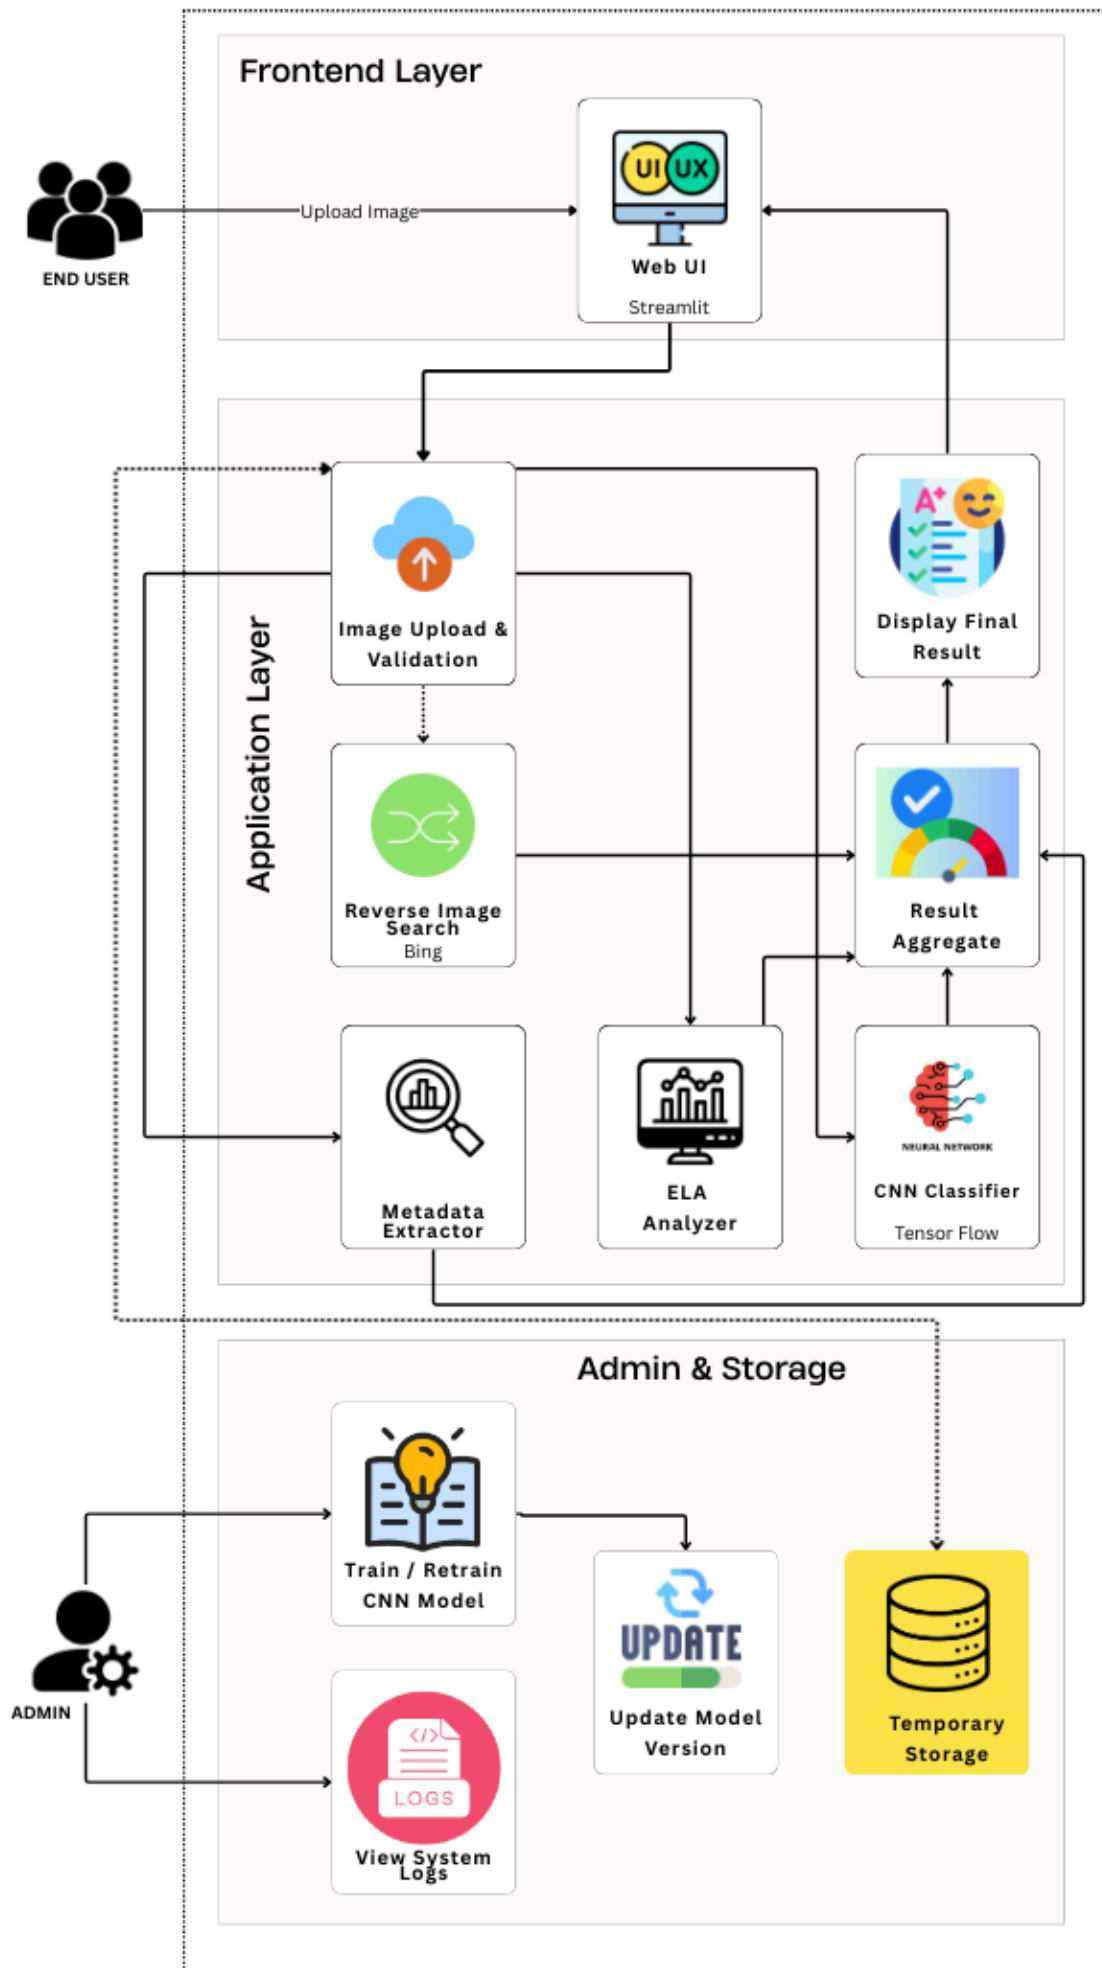 Frontend Layer
UI UX
Upload Image
Web UI
END USER
Streamlit
Application Layer
A+
Image Upload &
Validation
Display Final
Result
Reverse Image
Search
Bing
Result
Aggregate
NEURAL NETWORK
Metadata
Extractor
ELA
Analyzer
CNN Classifier
Tensor Flow
Admin & Storage
Train / Retrain
CNN Model
UPDATE
Update Model
Version
ADMIN
Temporary
Storage
</>
LOGS
View System
Logs